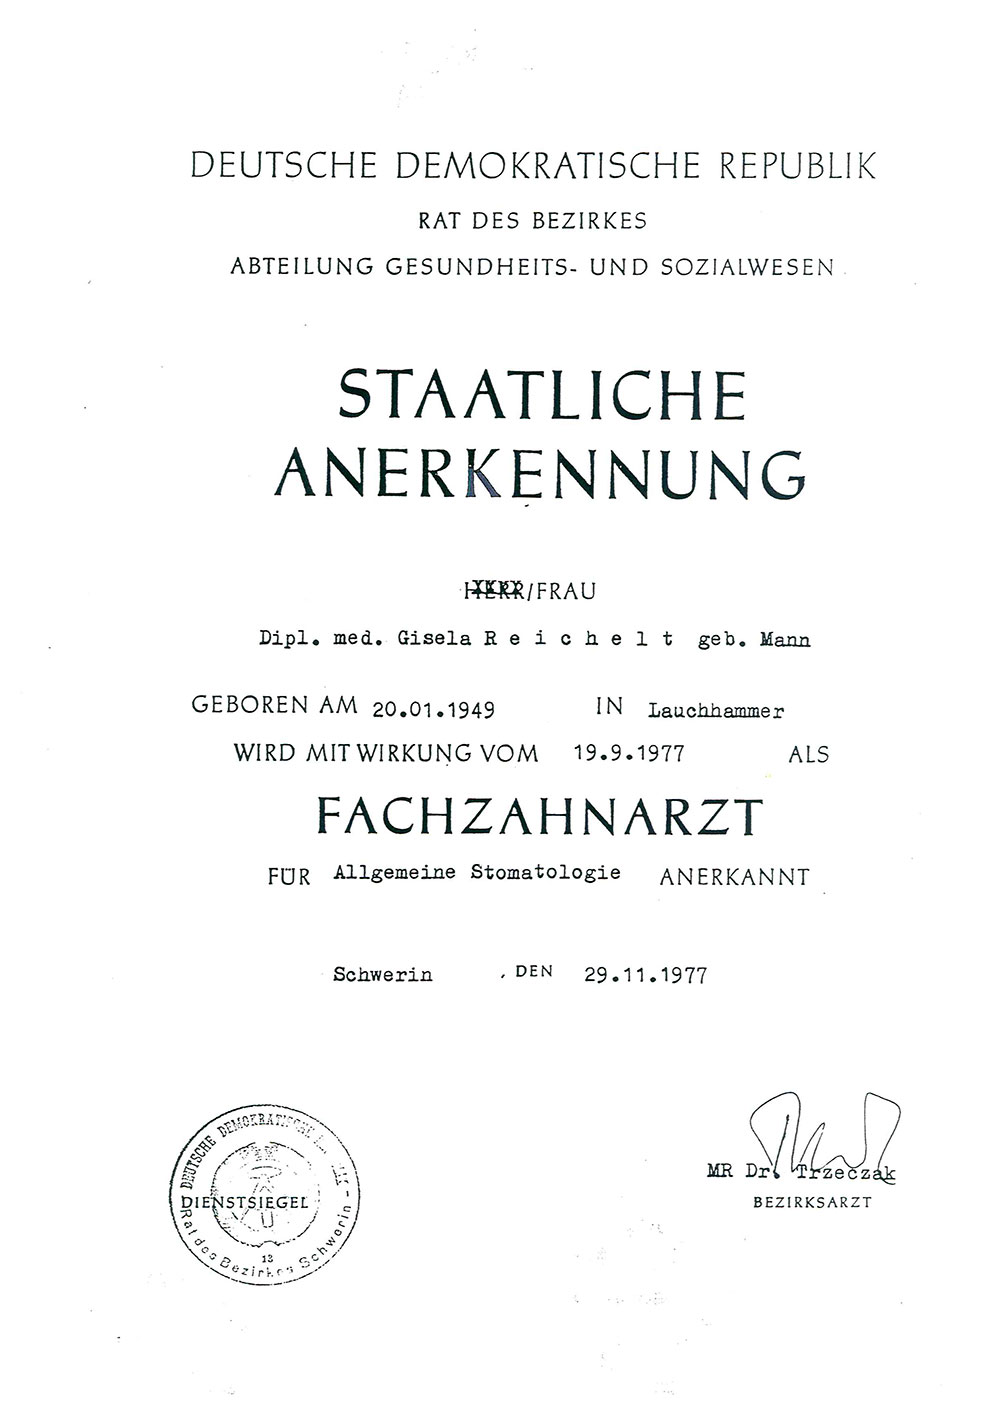 DEUTSCHE DEMOKRATISCHE REPUBLIK
RAT DES BEZIRKES
ABTEILUNG GESUNDHEITS- UND SOZIALWESEN
STAATLICHE
ANERKENNUNG
HERR/FRAU
Dipl. med. Gisela R e i c h e l t geb. Mann
GEBOREN AM 20.01.1949 IN Lauchhammer
WIRD MIT WIRKUNG VOM 19.9.1977 ALS
FACHZAHNARZT
FÜR Allgemeine Stomatologie ANERKANNT
Schwerin , DEN 29.11.1977
DEUTSCHE DEMOKRATISCHE
DIENSTSIEGEL
13
Rat des Bezirkes Schwerin
MR Dr. Trzeczak
BEZIRKSARZT